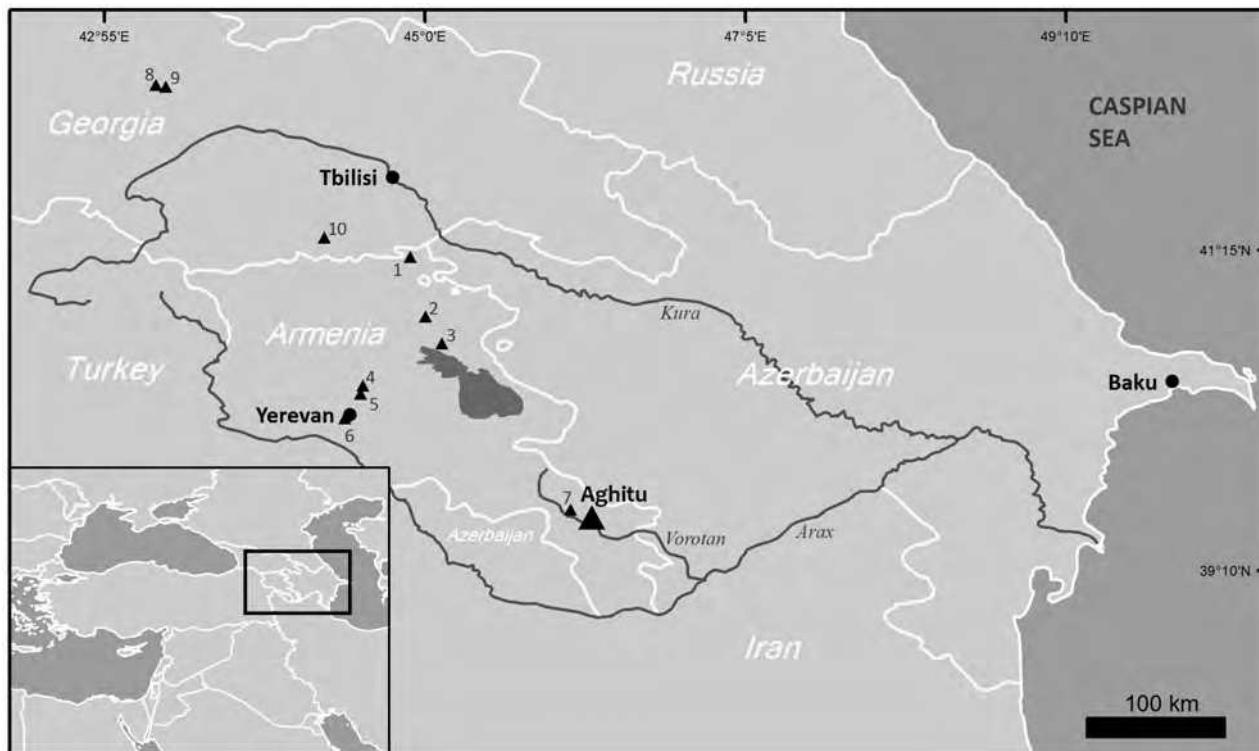 42°55'E
45°0'E
47°5'E
49°10'E
8
9
Russia
Georgia
CASPIAN
SEA
Tbilisi
10
41°15'N
1
2
Kura
3
Armenia
Turkey
4
Azerbaijan
5
Baku
Yerevan
6
7
Aghitu
Azerbaijan
Vorotan
Arax
39°10'N
Iran
100 km